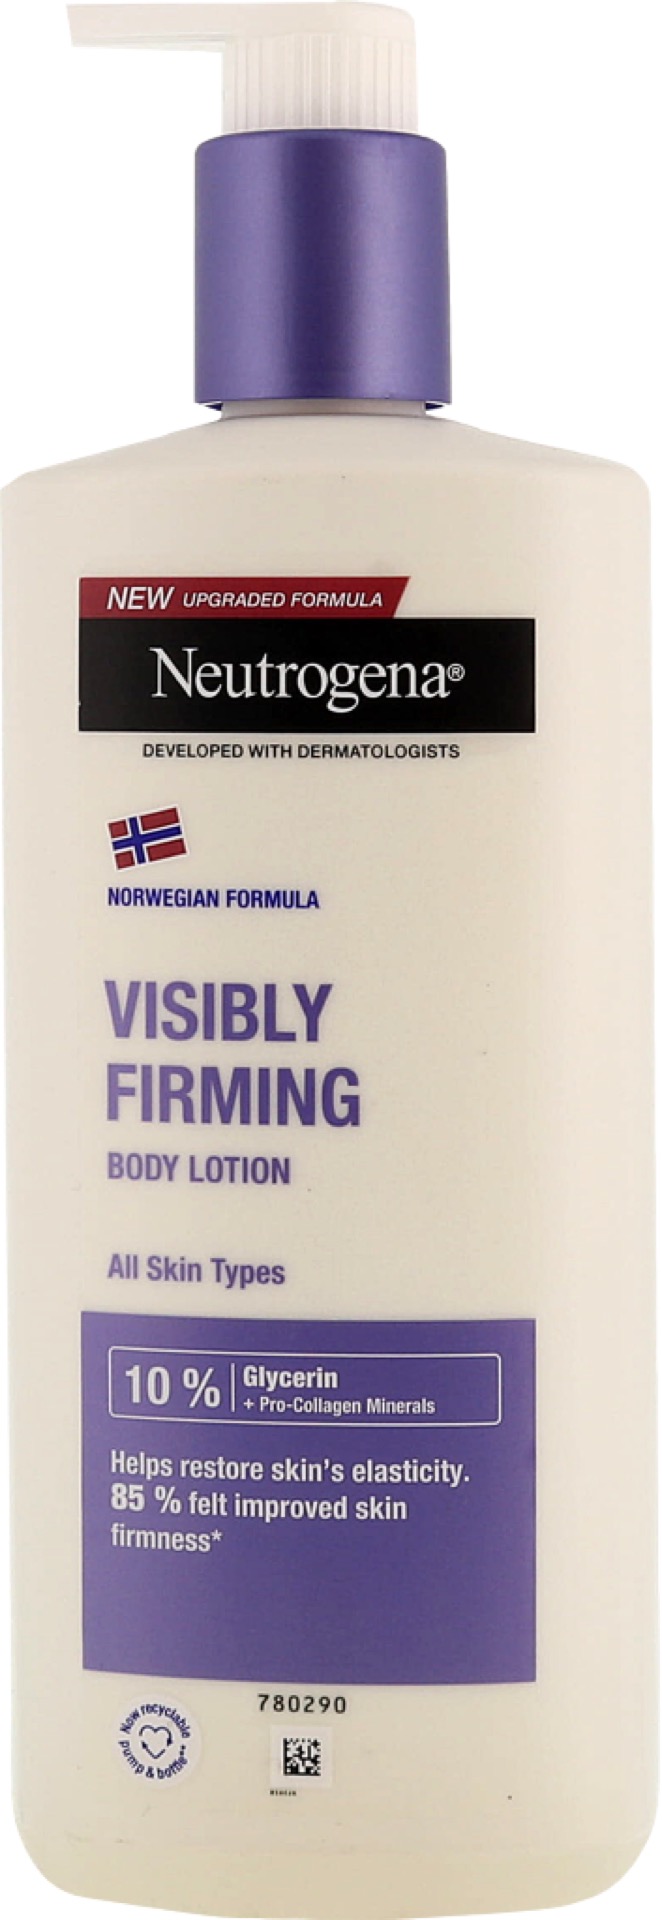 NEW UPGRADED FORMULA
Neutrogena®
DEVELOPED WITH DERMATOLOGISTS
NORWEGIAN FORMULA
VISIBLY
FIRMING
BODY LOTION
All Skin Types
10 % Glycerin
+ Pro-Collagen Minerals
Helps restore skin's elasticity.
85 % felt improved skin
firmness*
780290
Now recyclable
pump & bottle**